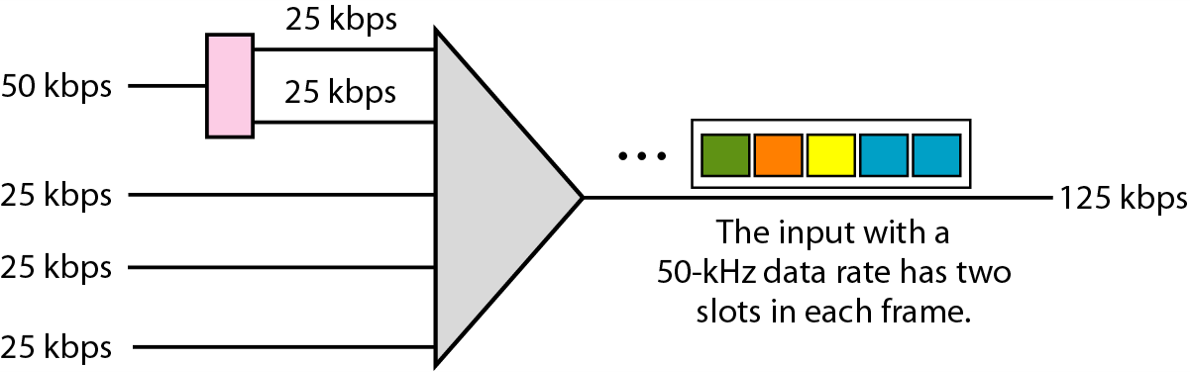 25 kbps
50 kbps
25 kbps
25 kbps
25 kbps
25 kbps
125 kbps
The input with a
50-kHz data rate has two
slots in each frame.